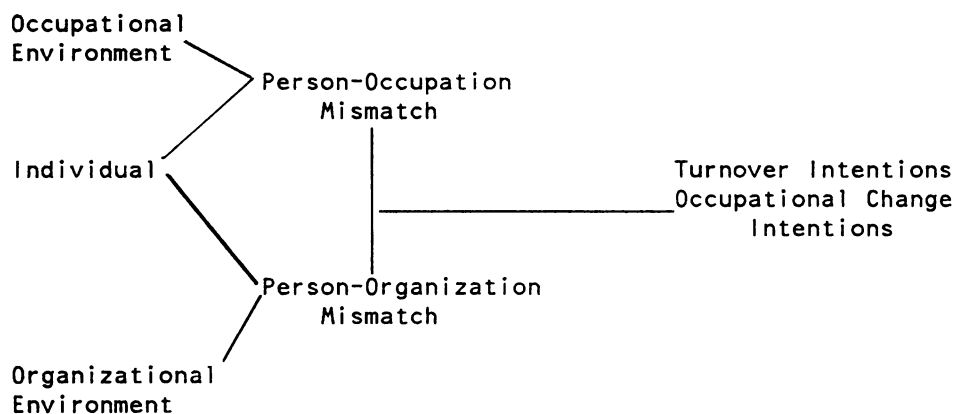 Occupational
Environment
Person-Occupation
Mismatch
Individual
Turnover Intentions
Occupational Change
Intentions
Person-Organization
Mismatch
Organizational
Environment